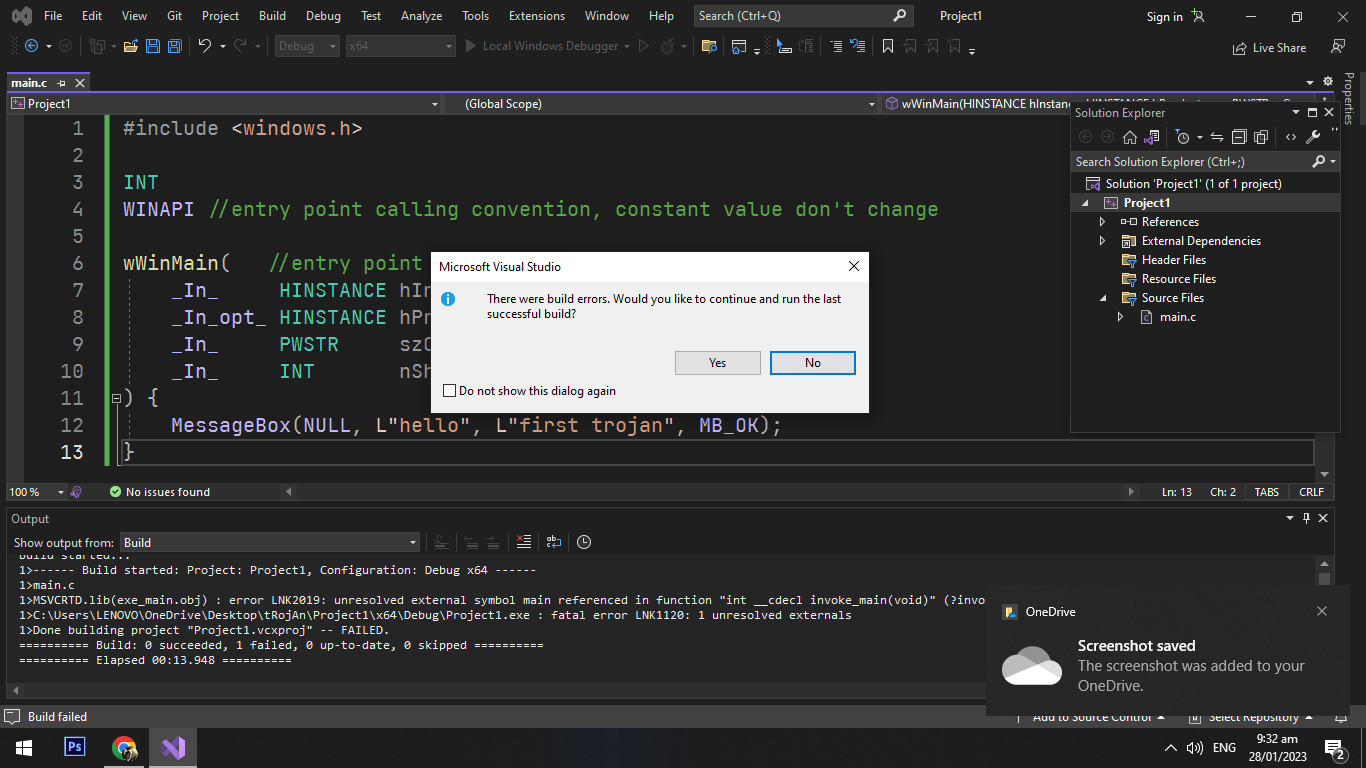 File Edit View Git Project Build Debug Test Analyze Tools Extensions Window Help Search (Ctrl+Q) Project1 Sign in
Debug x64 Local Windows Debugger Live Share
main.c
Project1 (Global Scope) wWinMain(HINSTANCE hInstanc
Properties
1 #include <windows.h>
2
3 INT
4 WINAPI //entry point calling convention, constant value don't change
5
6 wWinMain( //entry point
7 _In_ HINSTANCE hIn
8 _In_opt_ HINSTANCE hPr
9 _In_ PWSTR szC
10 _In_ INT nSh
11 ) {
12 MessageBox(NULL, L"hello", L"first trojan", MB_OK);
13 }
Microsoft Visual Studio
There were build errors. Would you like to continue and run the last
successful build?
Yes No
Do not show this dialog again
Solution Explorer
Search Solution Explorer (Ctrl+;)
Solution 'Project1' (1 of 1 project)
Project1
References
External Dependencies
Header Files
Resource Files
Source Files
main.c
100 % No issues found Ln: 13 Ch: 2 TABS CRLF
Output
Show output from: Build
Build started...
1>------ Build started: Project: Project1, Configuration: Debug x64 ------
1>main.c
1>MSVCRTD.lib(exe_main.obj) : error LNK2019: unresolved external symbol main referenced in function "int __cdecl invoke_main(void)" (?invo
1>C:\Users\LENOVO\OneDrive\Desktop\tRojAn\Project1\x64\Debug\Project1.exe : fatal error LNK1120: 1 unresolved externals
1>Done building project "Project1.vcxproj" -- FAILED.
========== Build: 0 succeeded, 1 failed, 0 up-to-date, 0 skipped ==========
========== Elapsed 00:13.948 ==========
OneDrive
Screenshot saved
The screenshot was added to your
OneDrive.
Build failed Add to Source Control Select Repository
Ps ENG 9:32 am
28/01/2023
2